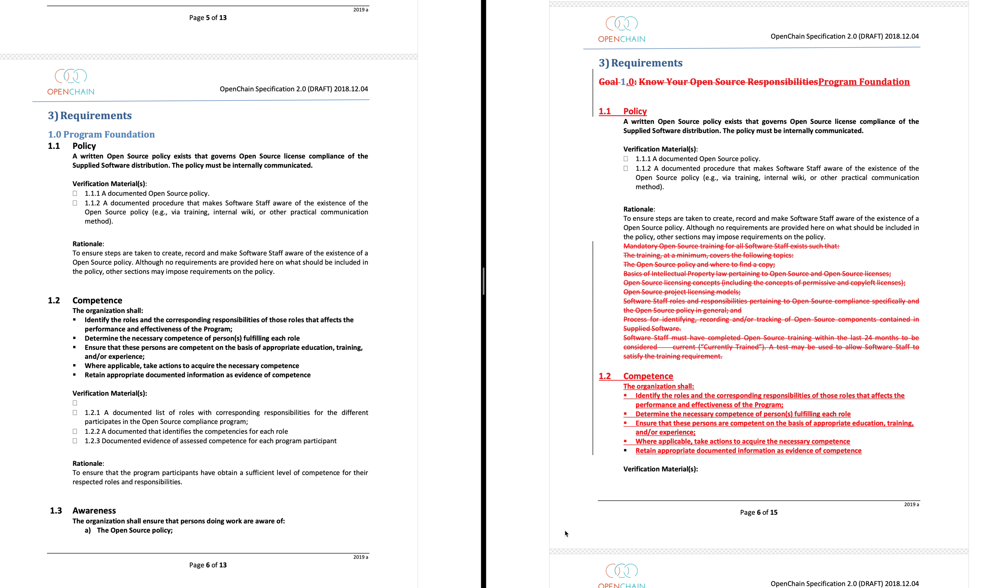 2019 a
Page 5 of 13
OPENCHAIN
OpenChain Specification 2.0 (DRAFT) 2018.12.04
3) Requirements
1.0 Program Foundation
1.1 Policy
A written Open Source policy exists that governs Open Source license compliance of the
Supplied Software distribution. The policy must be internally communicated.
Verification Material(s):
1.1.1 A documented Open Source policy.
1.1.2 A documented procedure that makes Software Staff aware of the existence of the
Open Source policy (e.g., via training, internal wiki, or other practical communication
method).
Rationale:
To ensure steps are taken to create, record and make Software Staff aware of the existence of a
Open Source policy. Although no requirements are provided here on what should be included in
the policy, other sections may impose requirements on the policy.
1.2 Competence
The organization shall:
▪ Identify the roles and the corresponding responsibilities of those roles that affects the
performance and effectiveness of the Program;
▪ Determine the necessary competence of person(s) fulfilling each role
▪ Ensure that these persons are competent on the basis of appropriate education, training,
and/or experience;
▪ Where applicable, take actions to acquire the necessary competence
▪ Retain appropriate documented information as evidence of competence
Verification Material(s):
1.2.1 A documented list of roles with corresponding responsibilities for the different
participates in the Open Source compliance program;
1.2.2 A documented that identifies the competencies for each role
1.2.3 Documented evidence of assessed competence for each program participant
Rationale:
To ensure that the program participants have obtain a sufficient level of competence for their
respected roles and responsibilities.
1.3 Awareness
The organization shall ensure that persons doing work are aware of:
a) The Open Source policy;
2019 a
Page 6 of 13
OPENCHAIN
OpenChain Specification 2.0 (DRAFT) 2018.12.04
3) Requirements
Goal 1.0: Know Your Open Source ResponsibilitiesProgram Foundation
1.1 Policy
A written Open Source policy exists that governs Open Source license compliance of the
Supplied Software distribution. The policy must be internally communicated.
Verification Material(s):
1.1.1 A documented Open Source policy.
1.1.2 A documented procedure that makes Software Staff aware of the existence of the
Open Source policy (e.g., via training, internal wiki, or other practical communication
method).
Rationale:
To ensure steps are taken to create, record and make Software Staff aware of the existence of a
Open Source policy. Although no requirements are provided here on what should be included in
the policy, other sections may impose requirements on the policy.
Mandatory Open Source training for all Software Staff exists such that:
The training, at a minimum, covers the following topics:
The Open Source policy and where to find a copy;
Basics of Intellectual Property law pertaining to Open Source and Open Source licenses;
Open Source licensing concepts (including the concepts of permissive and copyleft licenses);
Open Source project licensing models;
Software Staff roles and responsibilities pertaining to Open Source compliance specifically and
the Open Source policy in general; and
Process for identifying, recording and/or tracking of Open Source components contained in
Supplied Software.
Software Staff must have completed Open Source training within the last 24 months to be
considered current (“Currently Trained”). A test may be used to allow Software Staff to
satisfy the training requirement.
1.2 Competence
The organization shall:
▪ Identify the roles and the corresponding responsibilities of those roles that affects the
performance and effectiveness of the Program;
▪ Determine the necessary competence of person(s) fulfilling each role
▪ Ensure that these persons are competent on the basis of appropriate education, training,
and/or experience;
▪ Where applicable, take actions to acquire the necessary competence
▪ Retain appropriate documented information as evidence of competence
Verification Material(s):
2019 a
Page 6 of 15
OPENCHAIN
OpenChain Specification 2.0 (DRAFT) 2018.12.04